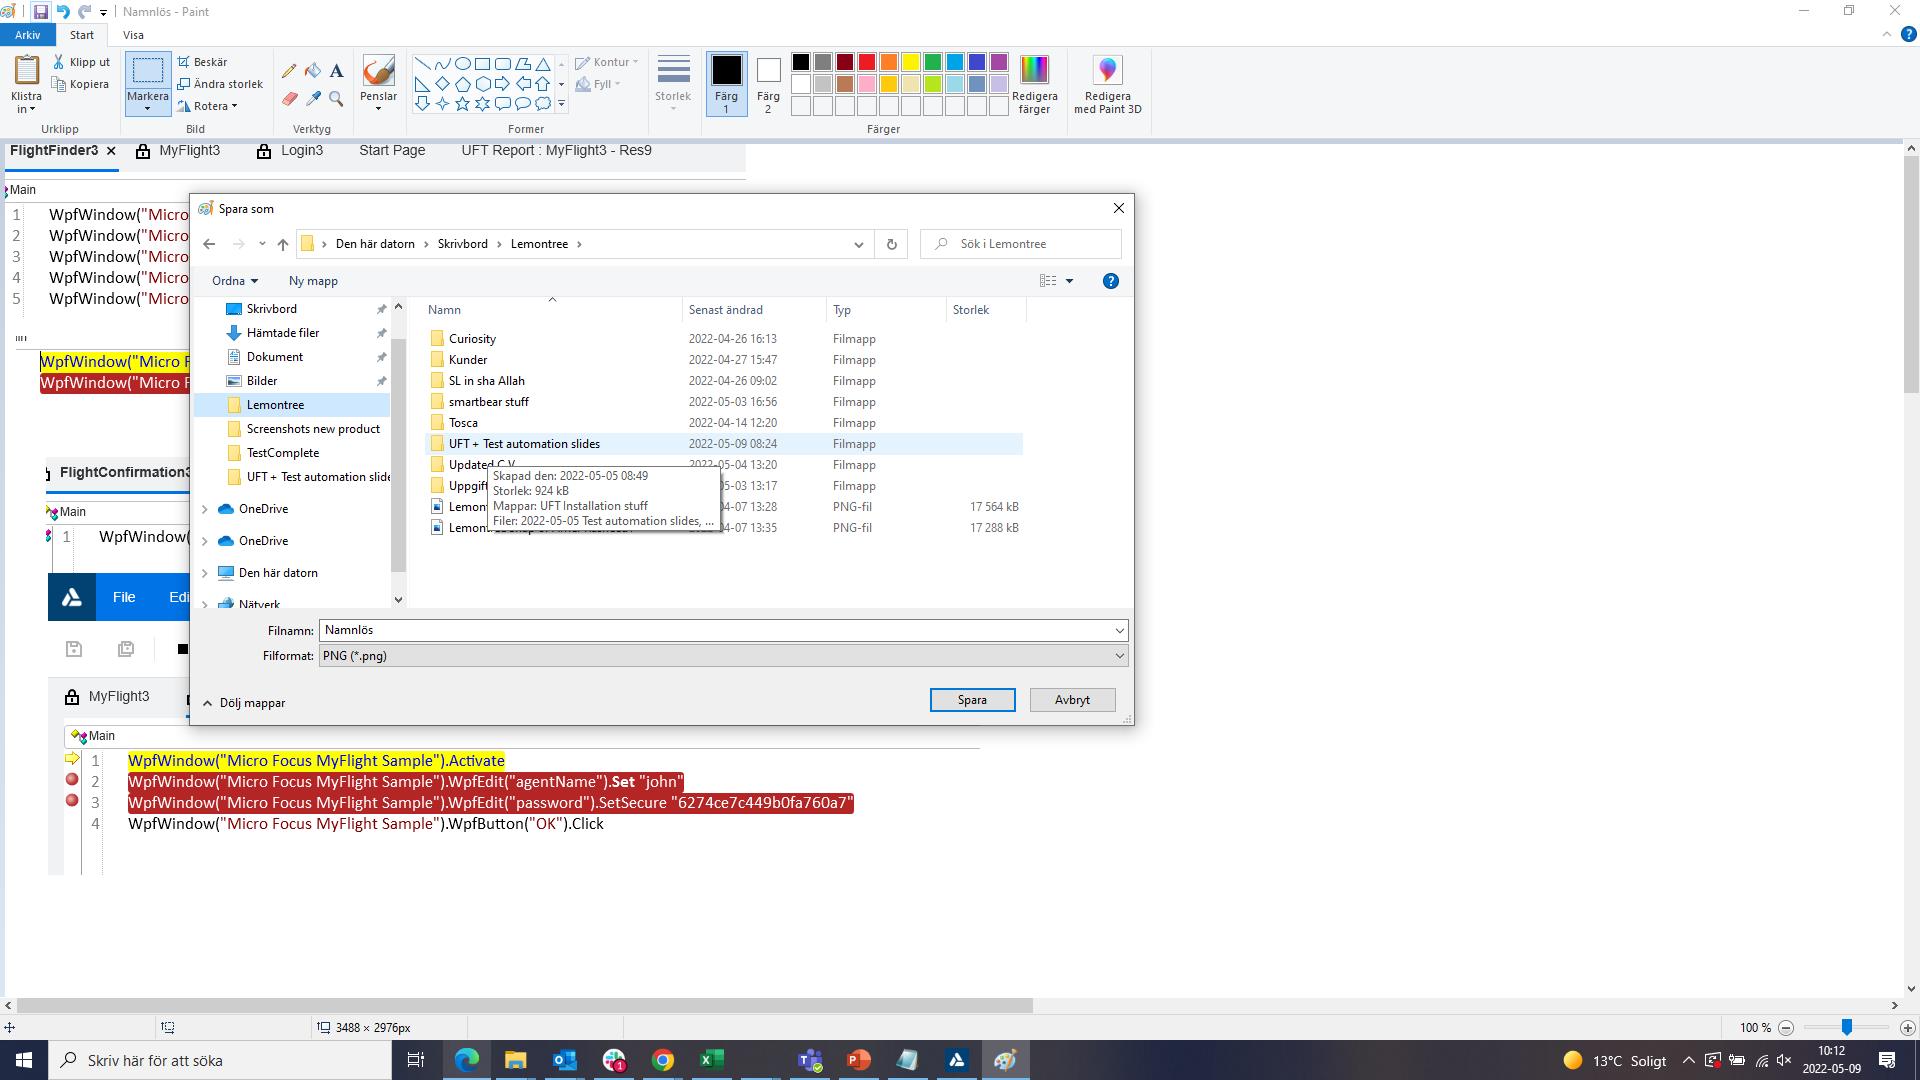 Namnlös - Paint
Arkiv
Start
Visa
Klistra
in
Klipp ut
Kopiera
Urklipp
Markera
Beskär
Ändra storlek
Rotera
Bild
Verktyg
Penslar
Former
Kontur
Fyll
Storlek
Färg
1
Färg
2
Färger
Redigera
färger
Redigera
med Paint 3D
FlightFinder3 MyFlight3 Login3 Start Page UFT Report : MyFlight3 - Res9
Main
1 WpfWindow("Micro
2 WpfWindow("Micro
3 WpfWindow("Micro
4 WpfWindow("Micro
5 WpfWindow("Micro
WpfWindow("Micro F
WpfWindow("Micro F
FlightConfirmation3
Main
1 WpfWindow(
File Edi
MyFlight3
Spara som
Den här datorn Skrivbord Lemontree
Sök i Lemontree
Ordna Ny mapp
Skrivbord
Hämtade filer
Dokument
Bilder
Lemontree
Screenshots new product
TestComplete
UFT + Test automation slide
OneDrive
OneDrive
Den här datorn
Nätverk
Namn Senast ändrad Typ Storlek
Curiosity 2022-04-26 16:13 Filmapp
Kunder 2022-04-27 15:47 Filmapp
SL in sha Allah 2022-04-26 09:02 Filmapp
smartbear stuff 2022-05-03 16:56 Filmapp
Tosca 2022-04-14 12:20 Filmapp
UFT + Test automation slides 2022-05-09 08:24 Filmapp
Updated C.V 2022-05-04 13:20 Filmapp
Uppgift -05-03 13:17 Filmapp
Lemon -04-07 13:28 PNG-fil 17 564 kB
Lemon -04-07 13:35 PNG-fil 17 288 kB
Skapad den: 2022-05-05 08:49
Storlek: 924 kB
Mappar: UFT Installation stuff
Filer: 2022-05-05 Test automation slides, ...
Filnamn: Namnlös
Filformat: PNG (*.png)
Dölj mappar
Spara Avbryt
Main
1 WpfWindow("Micro Focus MyFlight Sample").Activate
2 WpfWindow("Micro Focus MyFlight Sample").WpfEdit("agentName").Set "john"
3 WpfWindow("Micro Focus MyFlight Sample").WpfEdit("password").SetSecure "6274ce7c449b0fa760a7"
4 WpfWindow("Micro Focus MyFlight Sample").WpfButton("OK").Click
3488 × 2976px
100 %
Skriv här för att söka
1
13°C Soligt
10:12
2022-05-09